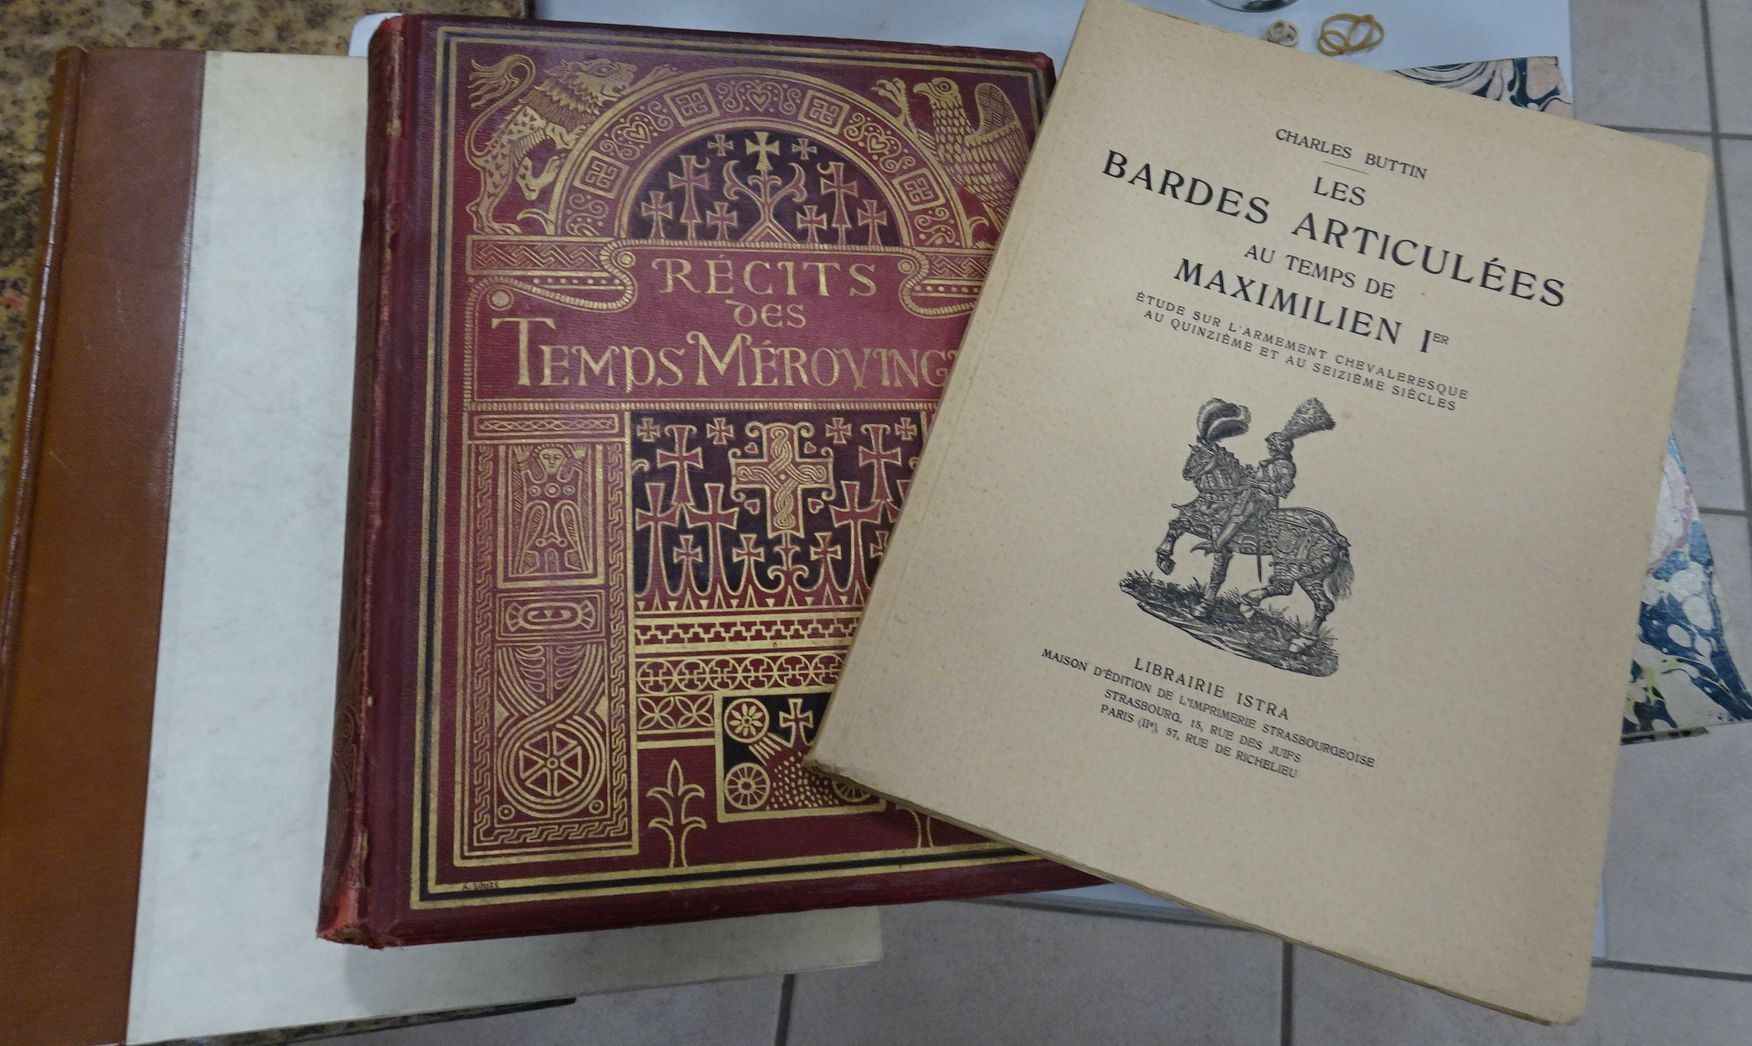 RÉCITS
DES
TEMPS MÉROVING
CHARLES BUTTIN
LES
BARDES ARTICULÉES
AU TEMPS DE
MAXIMILIEN IER
ÉTUDE SUR L'ARMEMENT CHEVALERESQUE
AU QUINZIÈME ET AU SEIZIÈME SIÈCLES
LIBRAIRIE ISTRA
MAISON D'ÉDITION DE L'IMPRIMERIE STRASBOURGEOISE
STRASBOURG, 15, RUE DES JUIFS
PARIS (IIe), 57, RUE DE RICHELIEU